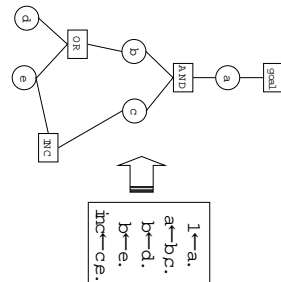 goal
a
AND
b
c
OR
INC
d
e
1←a.
a←b,c.
b←d.
b←e.
inc←c,e.